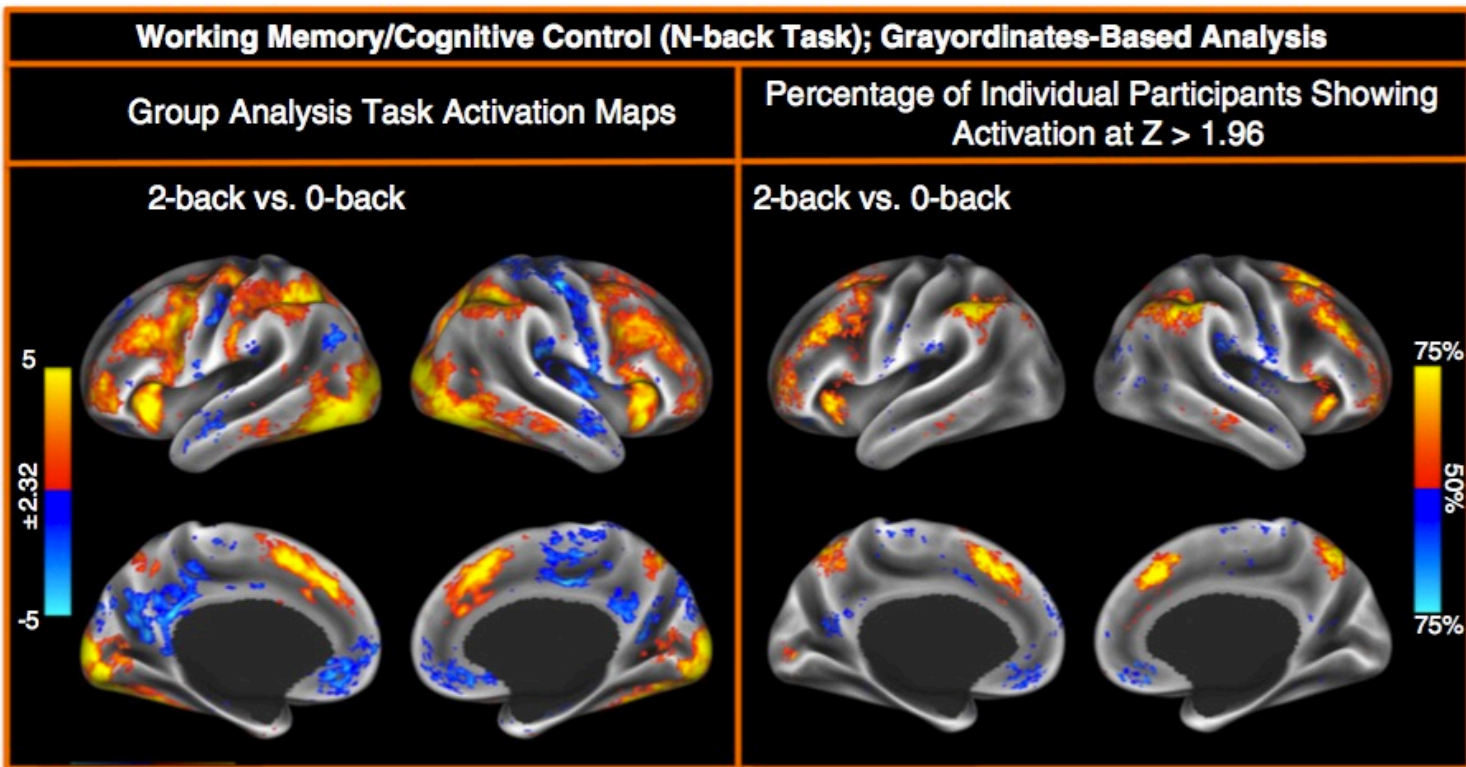 Working Memory/Cognitive Control (N-back Task); Grayordinates-Based Analysis
Group Analysis Task Activation Maps
Percentage of Individual Participants Showing
Activation at Z > 1.96
2-back vs. 0-back
2-back vs. 0-back
5
±2.32
-5
75%
50%
75%